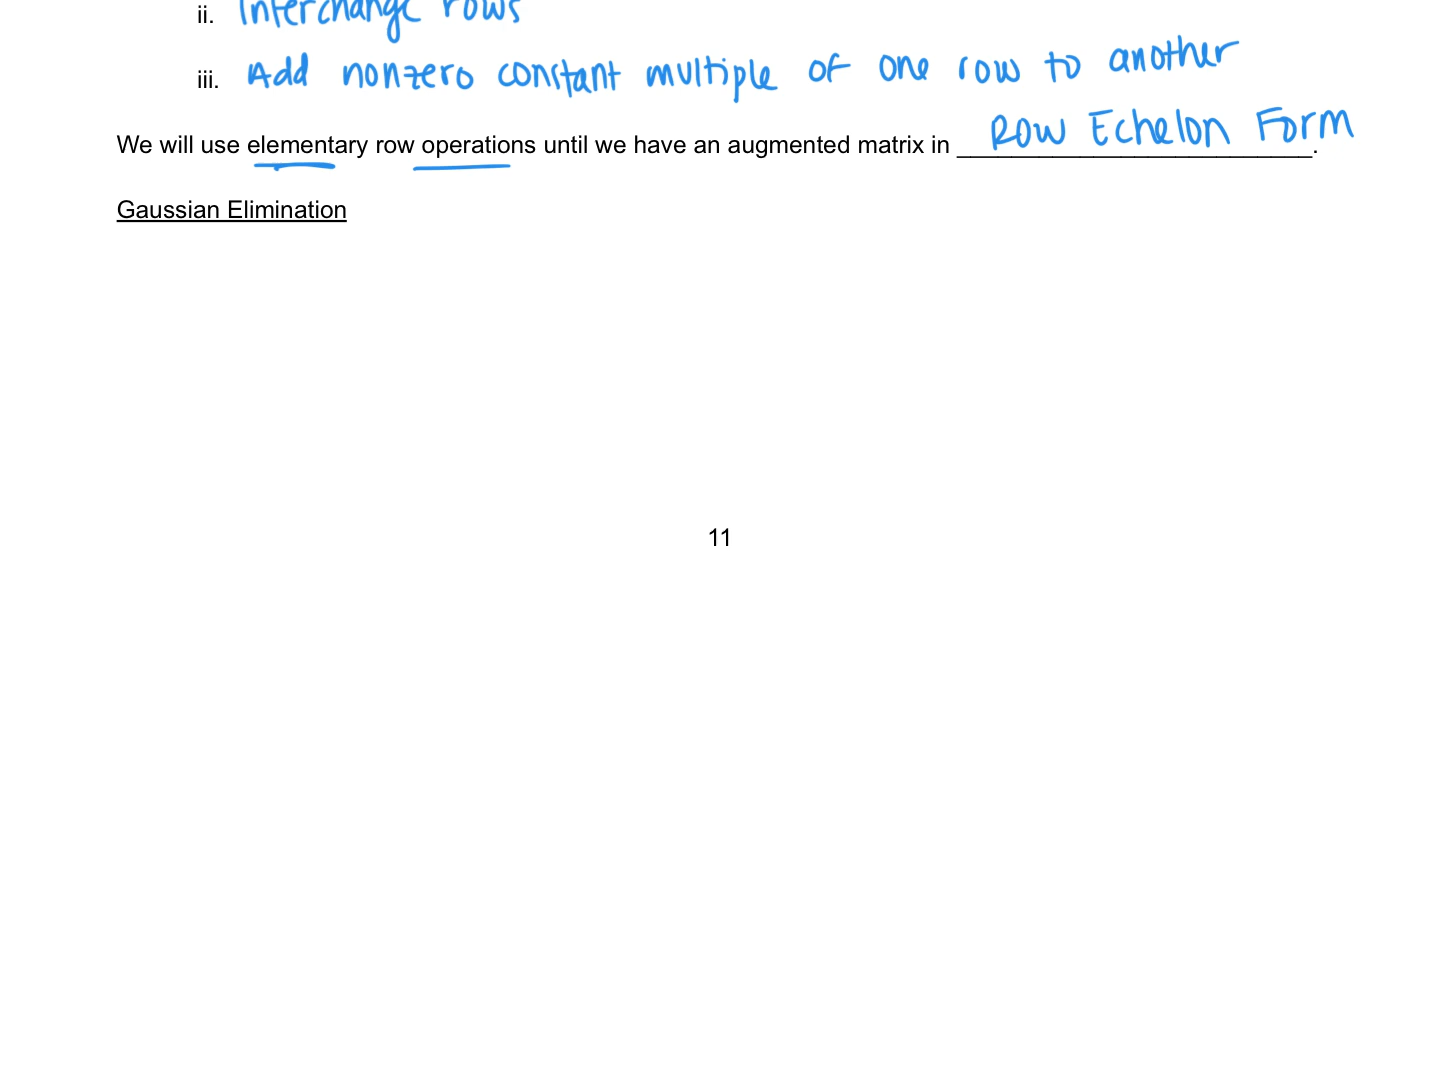 ii. Interchange rows
iii. Add nonzero constant multiple of one row to another
We will use elementary row operations until we have an augmented matrix in Row Echelon Form.
Gaussian Elimination
11